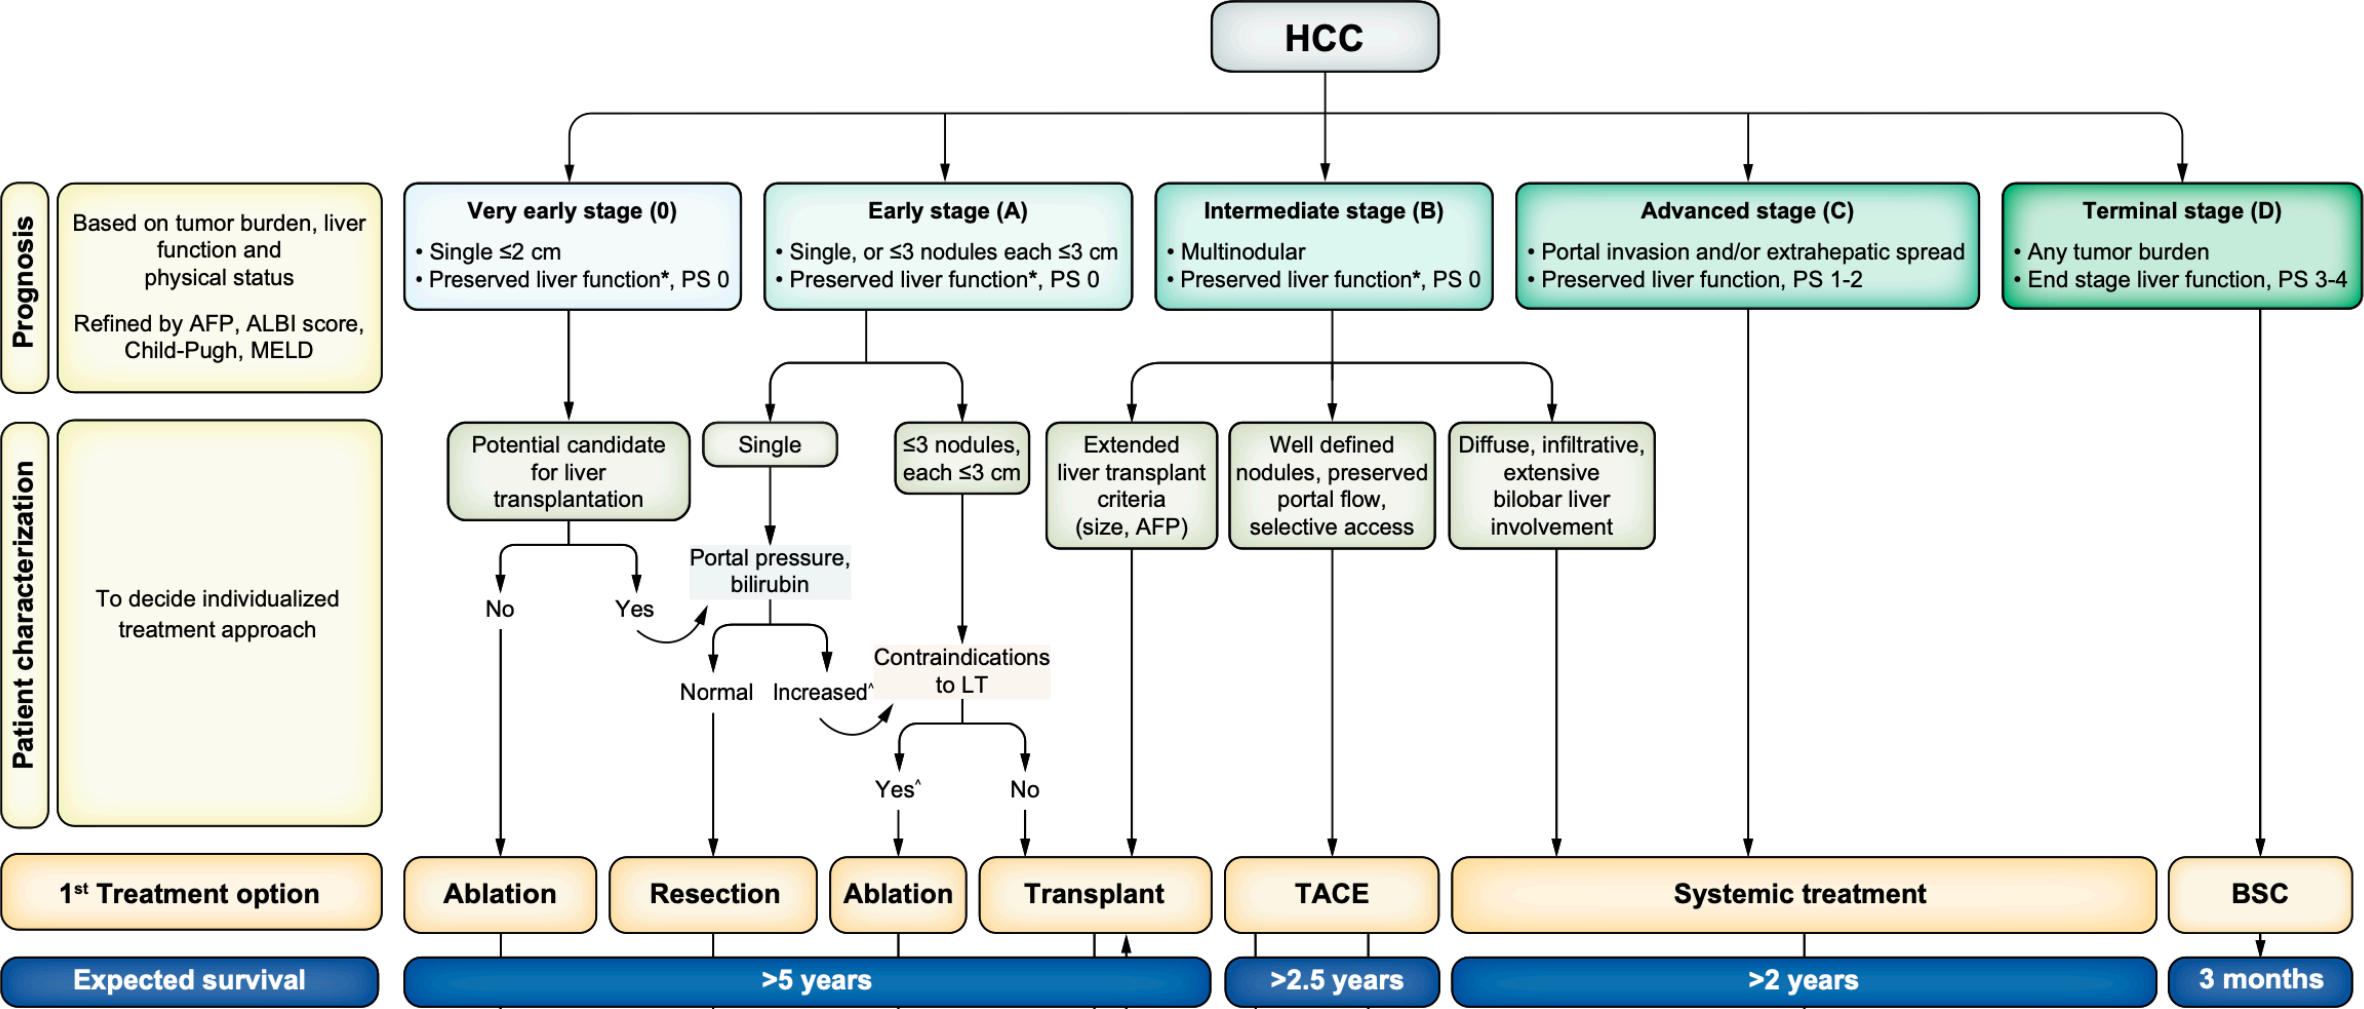 HCC
Prognosis
Based on tumor burden, liver
function and
physical status
Refined by AFP, ALBI score,
Child-Pugh, MELD
Very early stage (0)
• Single ≤2 cm
• Preserved liver function*, PS 0
Early stage (A)
• Single, or ≤3 nodules each ≤3 cm
• Preserved liver function*, PS 0
Intermediate stage (B)
• Multinodular
• Preserved liver function*, PS 0
Advanced stage (C)
• Portal invasion and/or extrahepatic spread
• Preserved liver function, PS 1-2
Terminal stage (D)
• Any tumor burden
• End stage liver function, PS 3-4
Patient characterization
To decide individualized
treatment approach
Potential candidate
for liver
transplantation
No
Yes
Single
Portal pressure,
bilirubin
Normal
Increased^
≤3 nodules,
each ≤3 cm
Contraindications
to LT
Yes^
No
Extended
liver transplant
criteria
(size, AFP)
Well defined
nodules, preserved
portal flow,
selective access
Diffuse, infiltrative,
extensive
bilobar liver
involvement
1st Treatment option
Ablation
Resection
Ablation
Transplant
TACE
Systemic treatment
BSC
Expected survival
>5 years
>2.5 years
>2 years
3 months